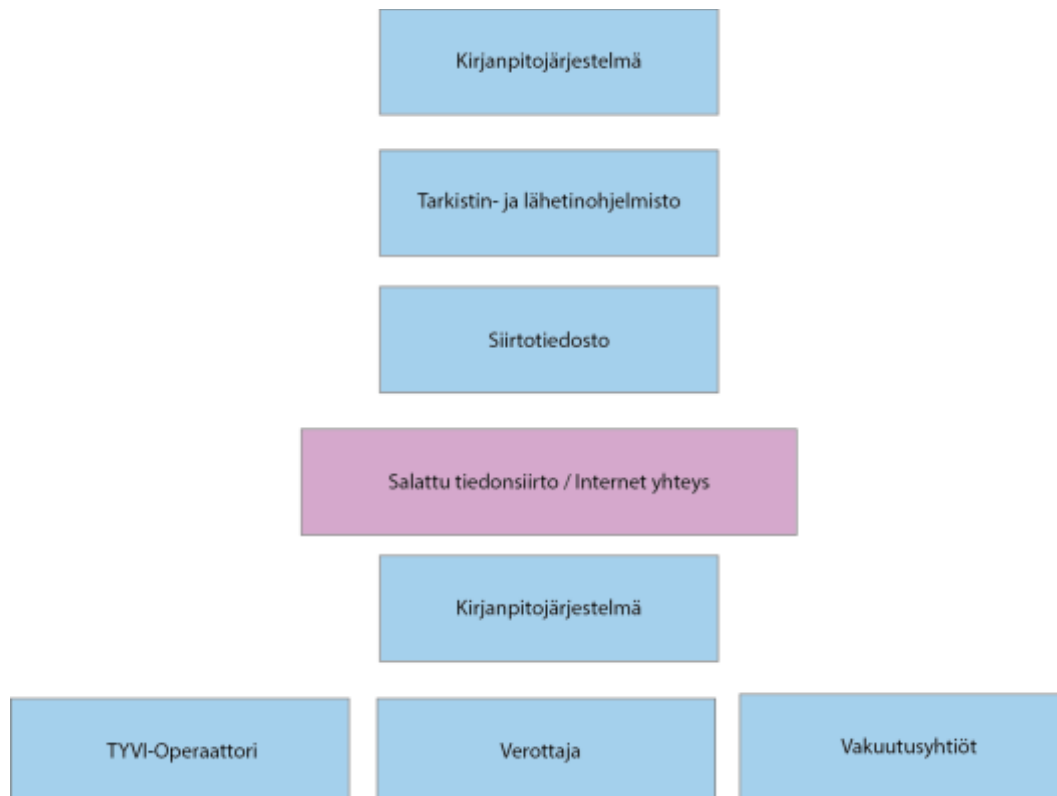 Kirjanpitojärjestelmä
Tarkistin- ja lähetinohjelmisto
Siirtotiedosto
Salattu tiedonsiirto / Internet yhteys
Kirjanpitojärjestelmä
TYVI-Operaattori
Verottaja
Vakuutusyhtiöt